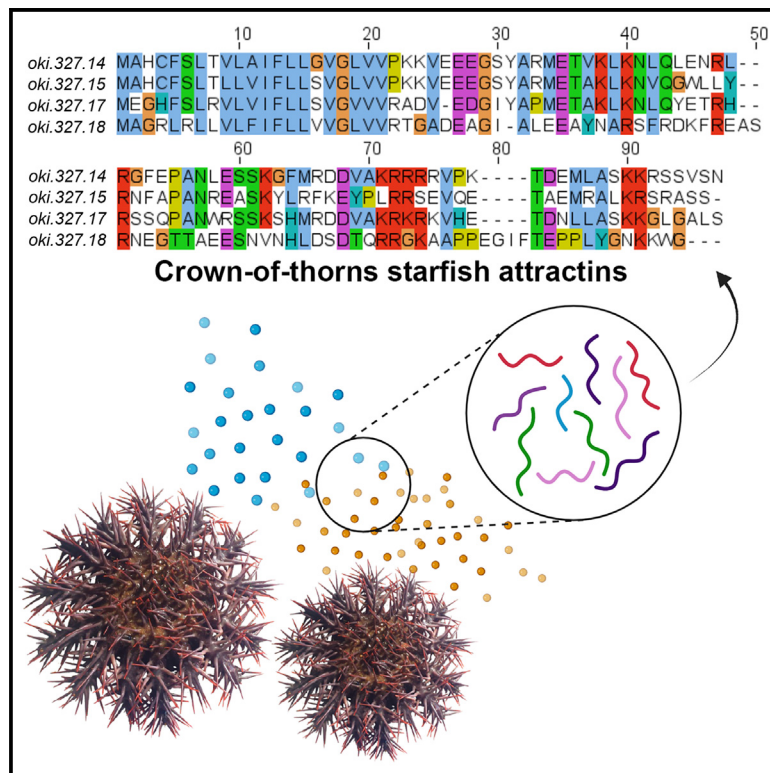 10 20 30 40 50
oki.327.14 MAHCFSLTVLAIFLLGVGLVVPKKVEEEGSYARMETVKLKNLQLENRL--
oki.327.15 MAHCFSLTLLVIFLLSVGLVVPKKVEEEGSYARMETAKLKNVQGWLLY--
oki.327.17 MEGHFSLRVLVIFLLSVGLVVRADV-EDGIYAPMETAKLKNLQYETRH--
oki.327.18 MAGRLRLLVLFIFLLVVGLVVRTGADEAGI-ALEEAYNARSFRDKFREAS
60 70 80 90
oki.327.14 RGFEPANLESSKGFMRDDVAKRRRRVPK----TDEMLASKKRSSVSN
oki.327.15 RNFAPANREASKYLRFKEYPLRRSEVQE----TAEMRALKRSRASS-
oki.327.17 RSSQPANWRSSKSHMRDDVAKRKRKVHE----TDNLLASKKGLGALS
oki.327.18 RNEGTTAEESNVNHLDSDTQRRGKAAPPEGIFTEPPLYGNKKWG---
Crown-of-thorns starfish attractins